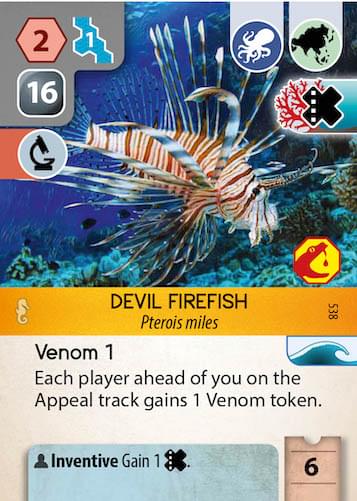 2
1
16
DEVIL FIREFISH
Pterois miles
538
Venom 1
Each player ahead of you on the
Appeal track gains 1 Venom token.
Inventive Gain 1 X.
6